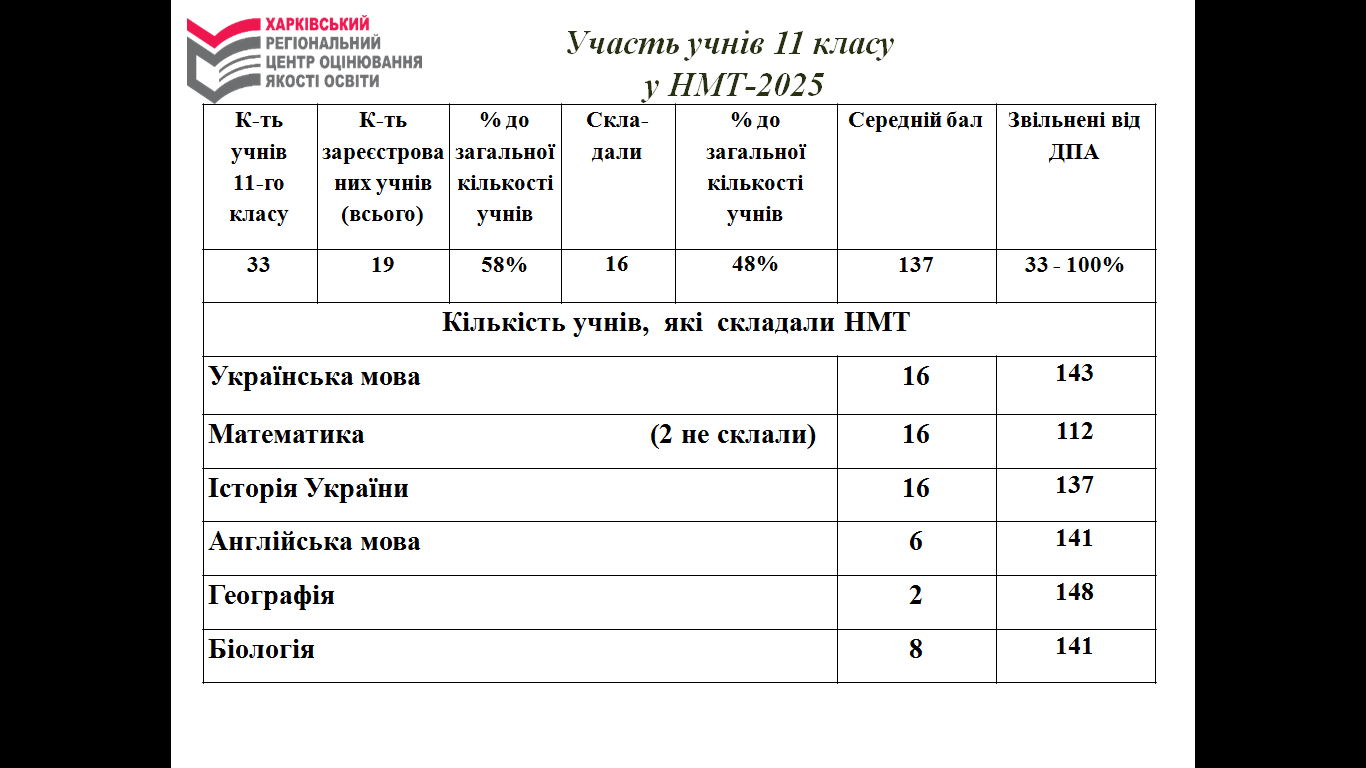 ХАРКІВСЬКИЙ
РЕГІОНАЛЬНИЙ
ЦЕНТР ОЦІНЮВАННЯ
ЯКОСТІ ОСВІТИ
Участь учнів 11 класу
у НМТ-2025
К-ть
учнів
11-го
класу
К-ть
зареєстрова
них учнів
(всього)
% до
загальної
кількості
учнів
Скла-
дали
% до
загальної
кількості
учнів
Середній бал
Звільнені від
ДПА
33 19 58% 16 48% 137 33 - 100%
Кількість учнів, які складали НМТ
Українська мова 16 143
Математика (2 не склали) 16 112
Історія України 16 137
Англійська мова 6 141
Географія 2 148
Біологія 8 141